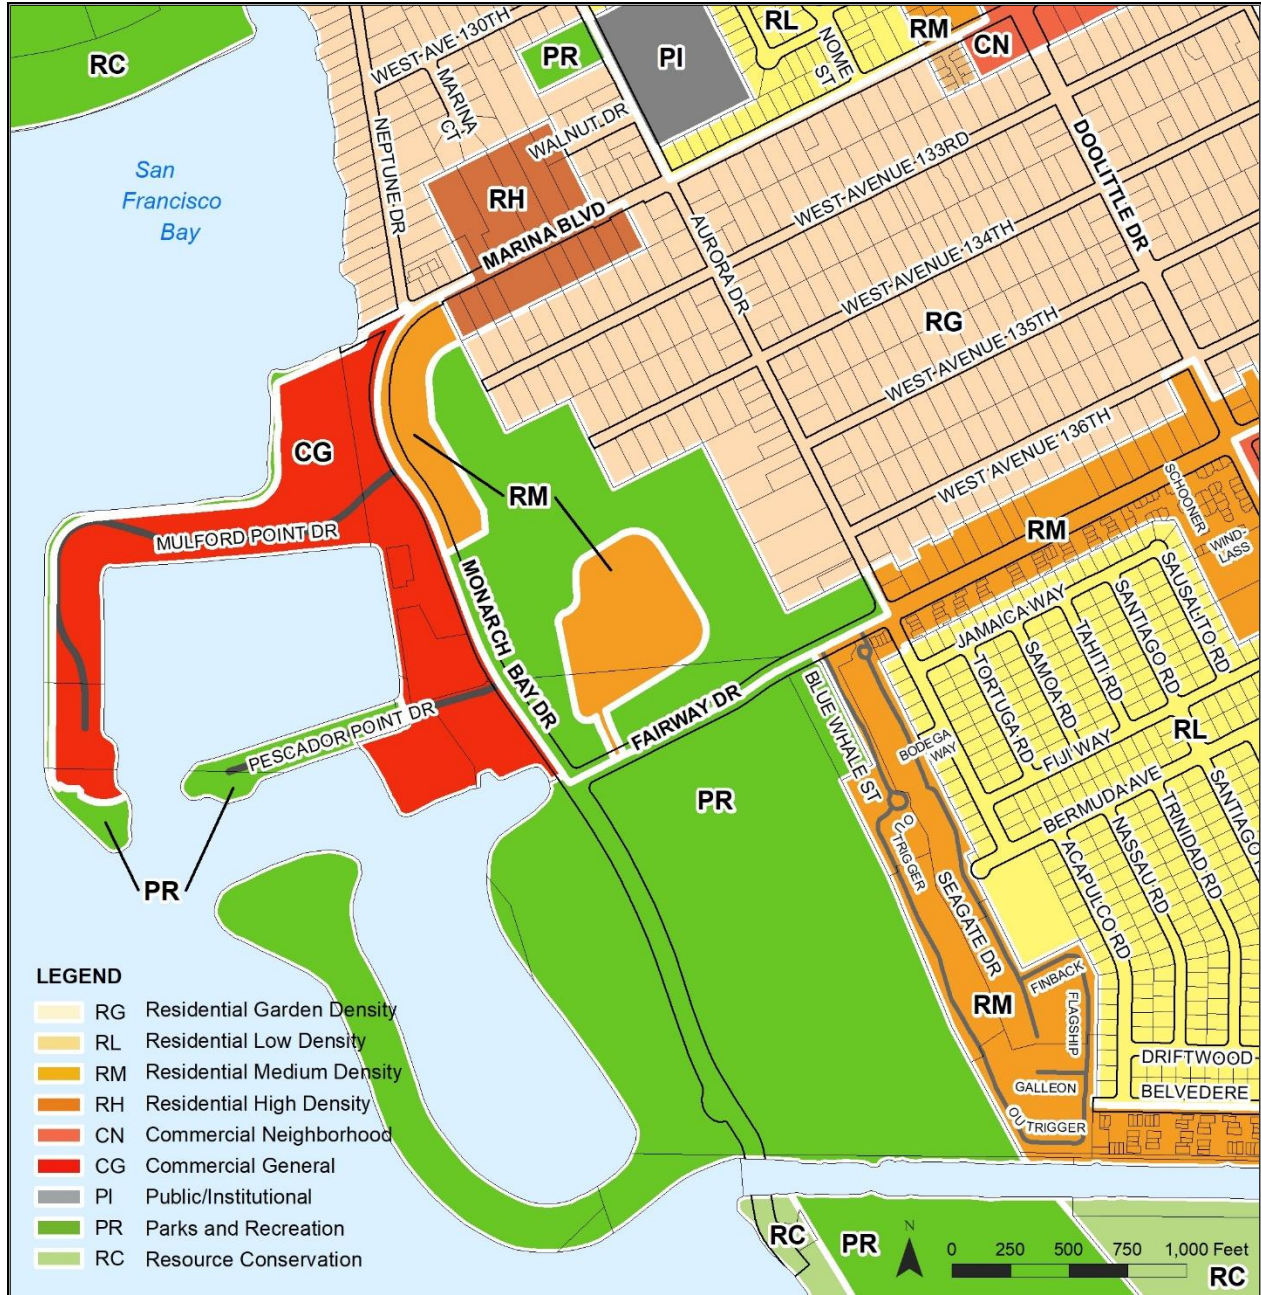 RC
WEST AVE 130TH
MARINA CT
NEPTUNE DR
PR
PI
RL
NOME ST
RM
CN
WALNUT DR
San
Francisco
Bay
RH
MARINA BLVD
AURORA DR
WEST AVENUE 133RD
DOOLITTLE DR
WEST AVENUE 134TH
RG
WEST AVENUE 135TH
WEST AVENUE 136TH
CG
RM
MULFORD POINT DR
MONARCH BAY DR
RM
SCHOONER
WIND-
LASS
JAMAICA WAY
SAUSALITO RD
SANTIAGO RD
TAHITI RD
SAMOA RD
TORTUGA RD
FIJI WAY
RL
BLUE WHALE ST
FAIRWAY DR
BODEGA
WAY
PESCADOR POINT DR
BERMUDA AVE
SANTIAGO
TRINIDAD RD
NASSAU RD
ACAPULCO RD
PR
PR
OUTRIGGER
SEAGATE DR
FINBACK
FLAGSHIP
RM
DRIFTWOOD
GALLEON
BELVEDERE
OUTRIGGER
LEGEND
RG Residential Garden Density
RL Residential Low Density
RM Residential Medium Density
RH Residential High Density
CN Commercial Neighborhood
CG Commercial General
PI Public/Institutional
PR Parks and Recreation
RC Resource Conservation
RC
PR
N
0 250 500 750 1,000 Feet
RC